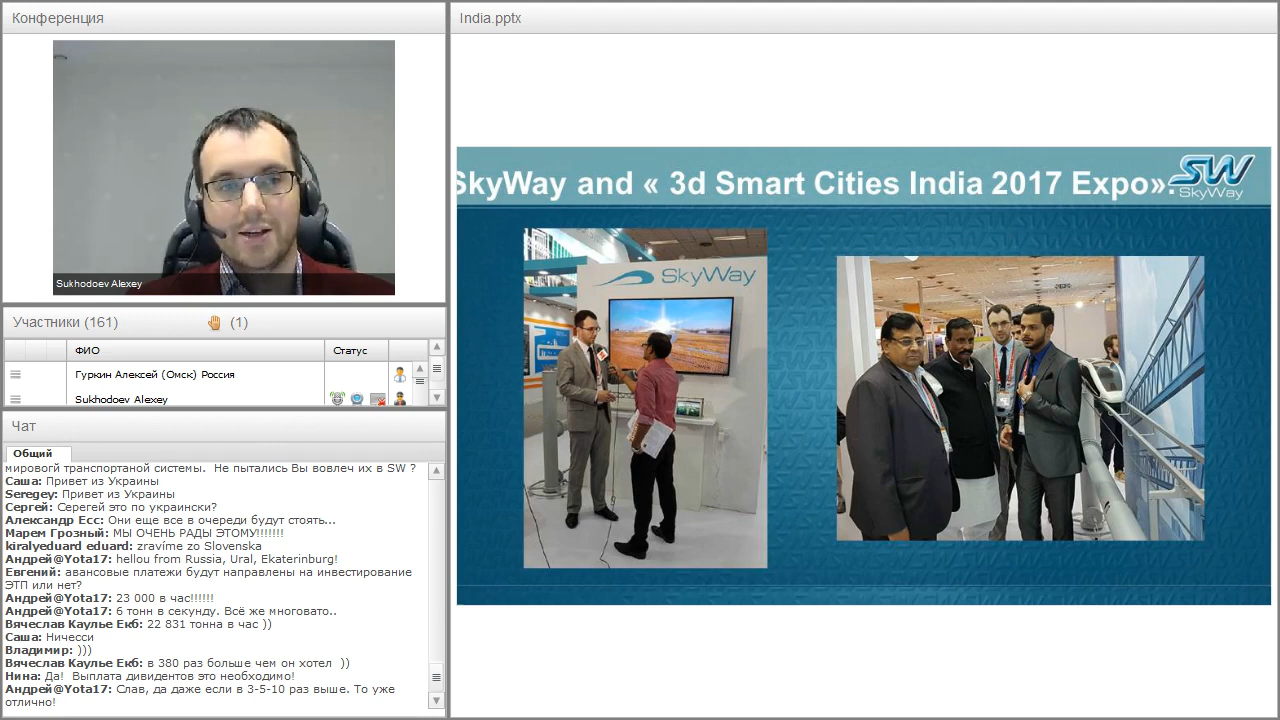 Конференция
Sukhodoev Alexey
Участники (161)
(1)
ФИО
Статус
Гуркин Алексей (Омск) Россия
Sukhodoev Alexey
Чат
Общий
мировогй транспортаной системы.  Не пытались Вы вовлеч их в SW ?
Саша: Привет из Украины
Seregey: Привет из Украины
Сергей: Серегей это по украински?
Александр Есс: Они еще все в очереди будут стоять...
Марем Грозный: МЫ ОЧЕНЬ РАДЫ ЭТОМУ!!!!!!!
kiralyeduard eduard: zravíme zo Slovenska
Андрей@Yota17: hellou from Russia, Ural, Ekaterinburg!
Евгений: авансовые платежи будут направлены на инвестирование
ЭТП или нет?
Андрей@Yota17: 23 000 в час!!!!!!
Андрей@Yota17: 6 тонн в секунду. Всё же многовато..
Вячеслав Каулье Екб: 22 831 тонна в час ))
Саша: Ничесси
Владимир: )))
Вячеслав Каулье Екб: в 380 раз больше чем он хотел  ))
Нина: Да!  Выплата дивидентов это необходимо!
Андрей@Yota17: Слав, да даже если в 3-5-10 раз выше. То уже
отлично!
India.pptx
SkyWay and « 3d Smart Cities India 2017 Expo».
SW
SkyWay
SkyWay